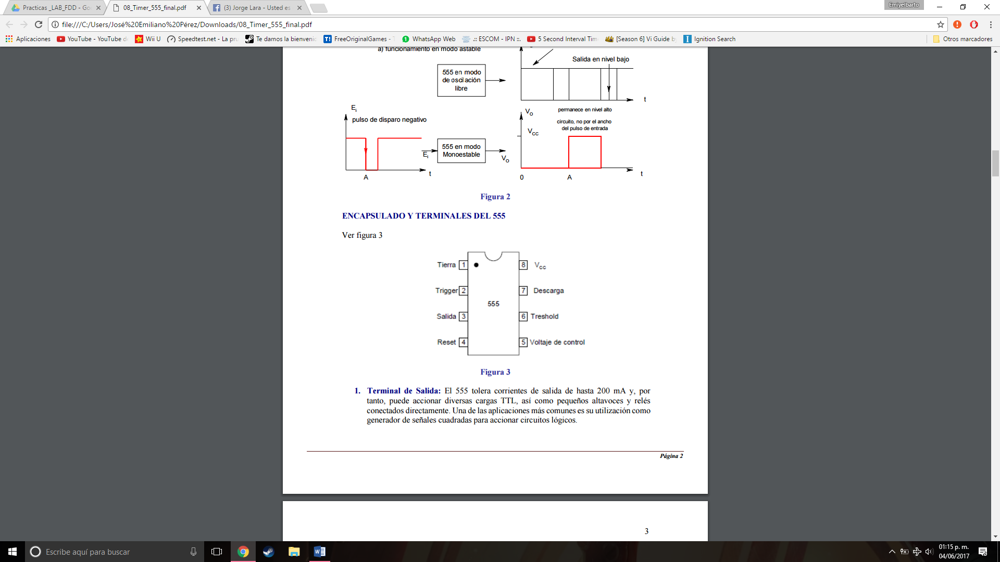 Practicas _LAB_FDD - Go
08_Timer_555_final.pdf
(3) Jorge Lara - Usted es
Emiyelbarto
file:///C:/Users/José%20Emiliano%20Pérez/Downloads/08_Timer_555_final.pdf
Aplicaciones
YouTube - YouTube d
Wii U
Speedtest.net - La pru
Te damos la bienveni
FreeOriginalGames -
WhatsApp Web
.:: ESCOM - IPN ::.
5 Second Interval Tim
[Season 6] Vi Guide b
Ignition Search
Otros marcadores
a) funcionamiento en modo astable
Salida en nivel bajo
555 en modo
de oscilación
libre
t
Ei
pulso de disparo negativo
Vo
permanece en nivel alto
circuito, no por el ancho
del pulso de entrada
Vcc
555 en modo
Monoestable
Ei
Vo
t
A
0
A
t
Figura 2
ENCAPSULADO Y TERMINALES DEL 555
Ver figura 3
Tierra 1
8 Vcc
Trigger 2
7 Descarga
555
Salida 3
6 Treshold
Reset 4
5 Voltaje de control
Figura 3
1. Terminal de Salida: El 555 tolera corrientes de salida de hasta 200 mA y, por
tanto, puede accionar diversas cargas TTL, así como pequeños altavoces y relés
conectados directamente. Una de las aplicaciones más comunes es su utilización como
generador de señales cuadradas para accionar circuitos lógicos.
Página 2
3
Escribe aquí para buscar
01:15 p. m.
04/06/2017